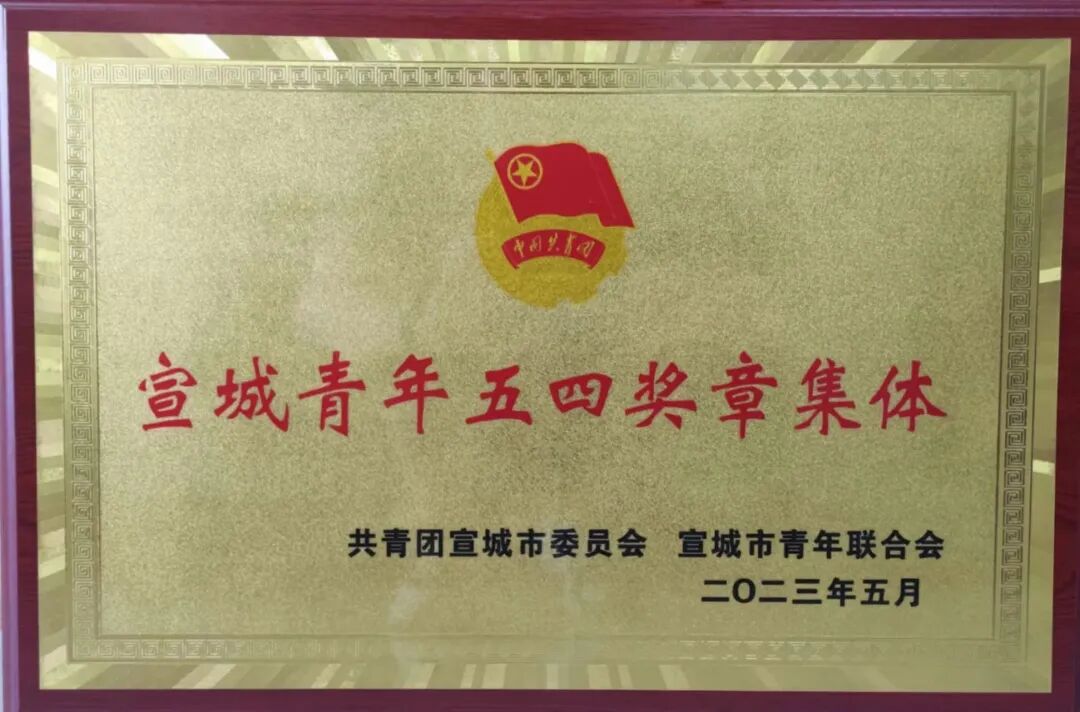 中国共青团
宣城青年五四奖章集体
共青团宣城市委员会 宣城市青年联合会
二〇二三年五月